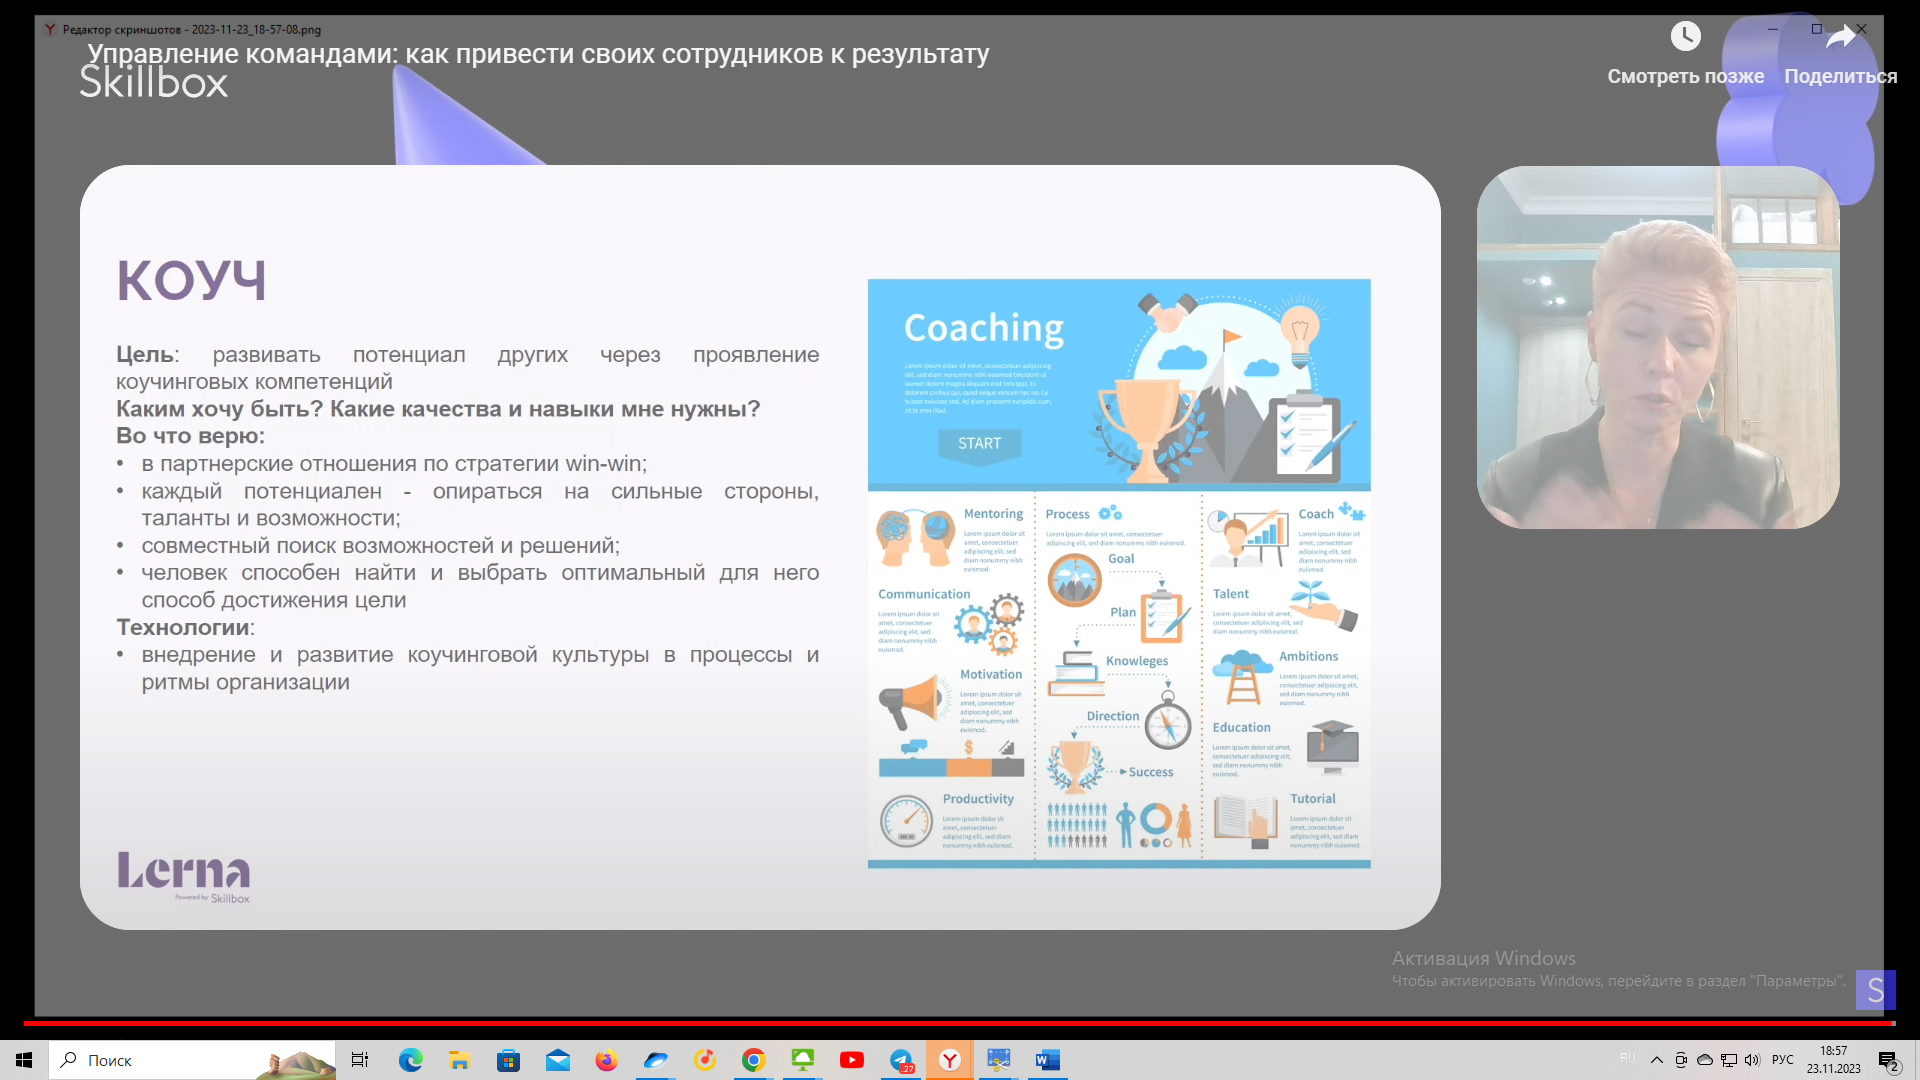 Редактор скриншотов - 2023-11-23_18-57-08.png
Управление командами: как привести своих сотрудников к результату
Skillbox
Смотреть позже
Поделиться
КОУЧ
Цель: развивать потенциал других через проявление
коучинговых компетенций
Каким хочу быть? Какие качества и навыки мне нужны?
Во что верю:
• в партнерские отношения по стратегии win-win;
• каждый потенциален - опираться на сильные стороны,
таланты и возможности;
• совместный поиск возможностей и решений;
• человек способен найти и выбрать оптимальный для него
способ достижения цели
Технологии:
• внедрение и развитие коучинговой культуры в процессы и
ритмы организации
Lerna
Powered by Skillbox
Coaching
START
Mentoring
Communication
Motivation
Productivity
Process
Goal
Plan
Knowleges
Direction
Success
Coach
Talent
Ambitions
Education
Tutorial
Активация Windows
Чтобы активировать Windows, перейдите в раздел "Параметры".
S
Поиск
27
RU
РУС
18:57
23.11.2023
2